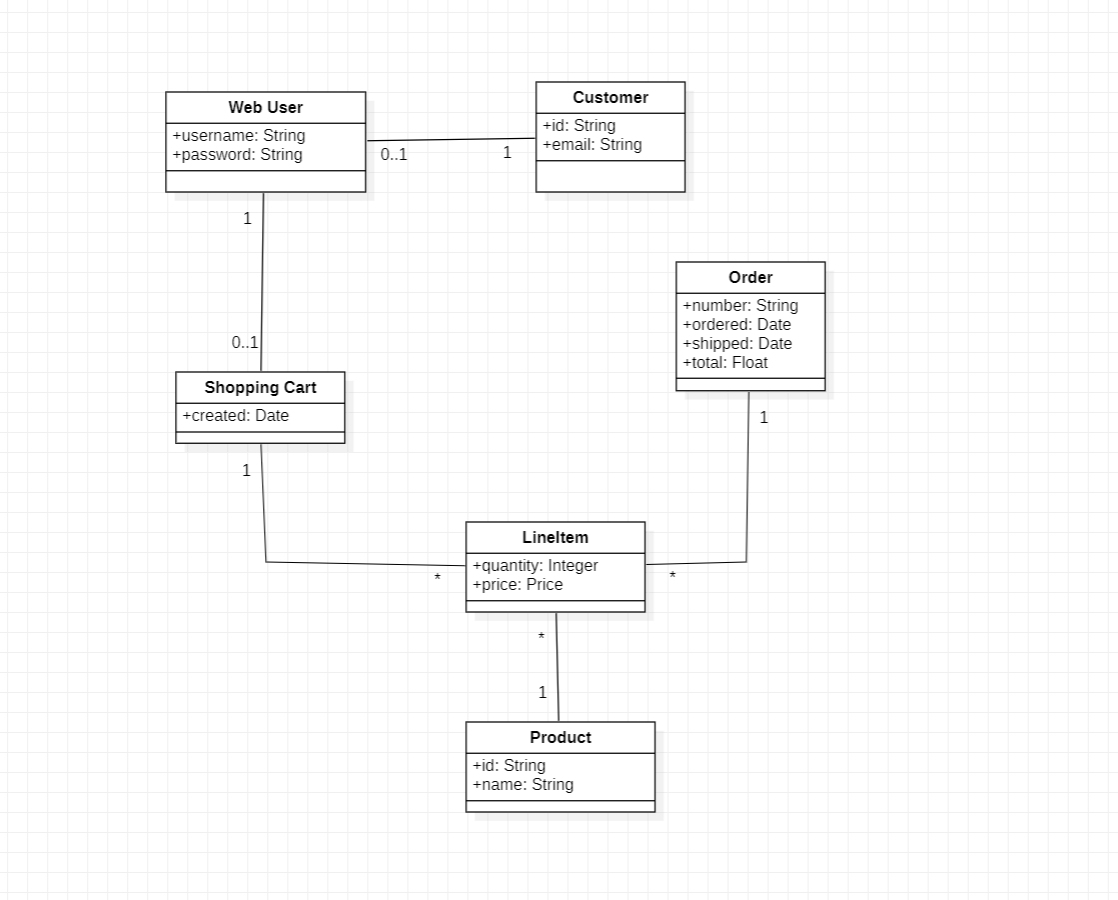 Web User
+username: String
+password: String
Customer
+id: String
+email: String
0..1
1
1
0..1
Order
+number: String
+ordered: Date
+shipped: Date
+total: Float
Shopping Cart
+created: Date
1
1
LineItem
+quantity: Integer
+price: Price
*
*
*
1
Product
+id: String
+name: String